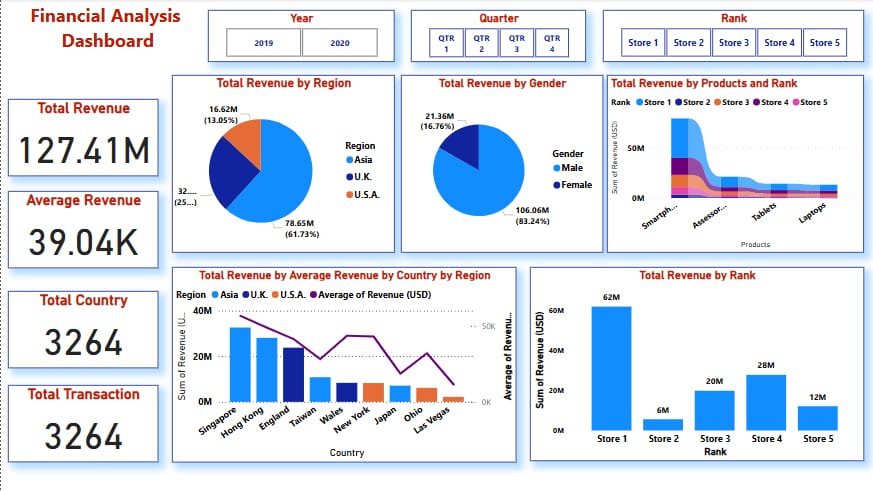 Financial Analysis
Dashboard
Year
2019 2020
Quarter
QTR 1 QTR 2 QTR 3 QTR 4
Rank
Store 1 Store 2 Store 3 Store 4 Store 5
Total Revenue
127.41M
Average Revenue
39.04K
Total Country
3264
Total Transaction
3264
Total Revenue by Region
16.62M
(13.05%)
32....
(25...)
78.65M
(61.73%)
Region
Asia
U.K.
U.S.A.
Total Revenue by Gender
21.36M
(16.76%)
106.06M
(83.24%)
Gender
Male
Female
Total Revenue by Products and Rank
Rank Store 1 Store 2 Store 3 Store 4 Store 5
Sum of Revenue (USD)
50M
0M
Smartph... Assessor... Tablets Laptops
Products
Total Revenue by Average Revenue by Country by Region
Region Asia U.K. U.S.A. Average of Revenue (USD)
Sum of Revenue (U...
40M
20M
0M
50K
0K
Average of Revenu...
Singapore Hong Kong England Taiwan Wales New York Japan Ohio Las Vegas
Country
Total Revenue by Rank
Sum of Revenue (USD)
60M
40M
20M
0M
62M
6M
20M
28M
12M
Store 1 Store 2 Store 3 Store 4 Store 5
Rank